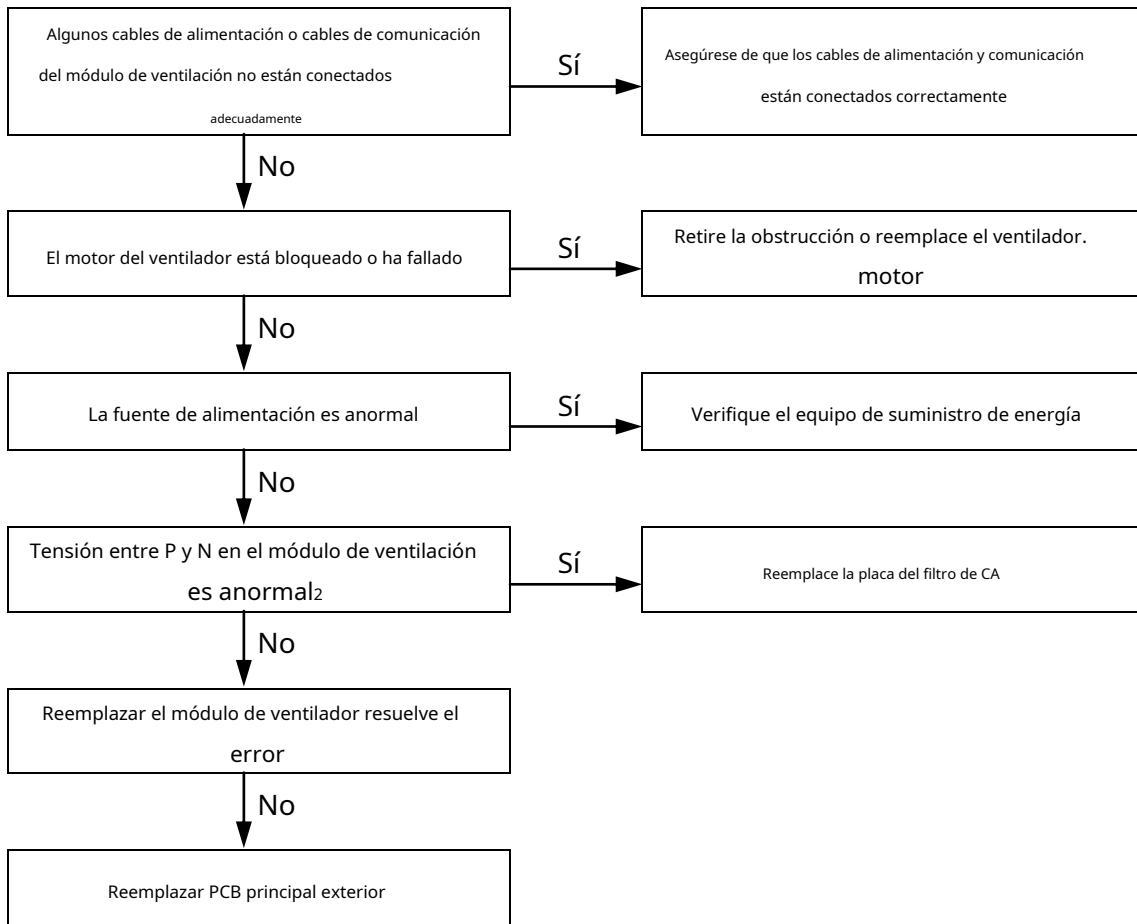 Algunos cables de alimentación o cables de comunicación
del módulo de ventilación no están conectados
adecuadamente
Sí
Asegúrese de que los cables de alimentación y comunicación
están conectados correctamente
No
El motor del ventilador está bloqueado o ha fallado
Sí
Retire la obstrucción o reemplace el ventilador.
motor
No
La fuente de alimentación es anormal
Sí
Verifique el equipo de suministro de energía
No
Tensión entre P y N en el módulo de ventilación
es anormal2
Sí
Reemplace la placa del filtro de CA
No
Reemplazar el módulo de ventilador resuelve el
error
No
Reemplazar PCB principal exterior